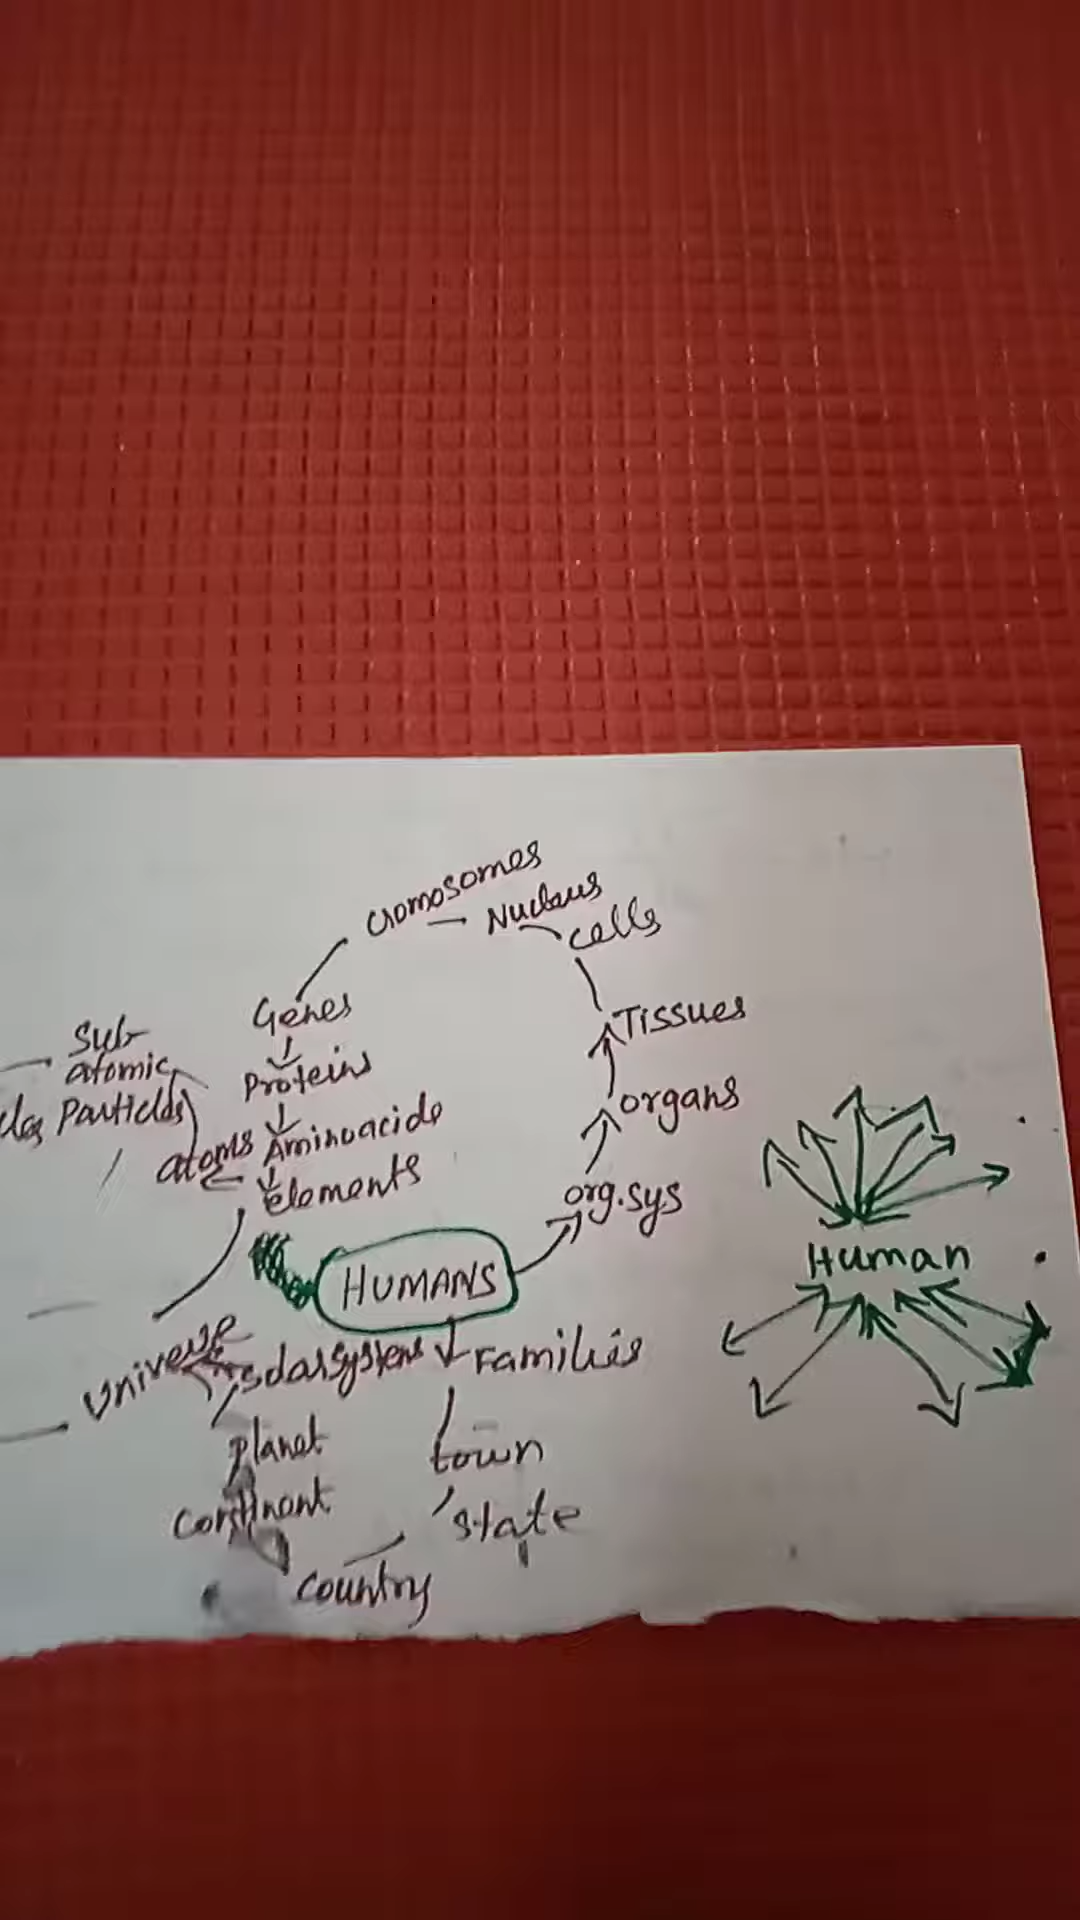 Cromosomes
Nucleus
cells
Genes
Tissues
Sub-
atomic
Particles
Proteins
organs
atoms Aminoacids
Elements
org.sys
HUMANS
Human
Universe
Solarsystem
Families
Planet
town
Continant
state
country